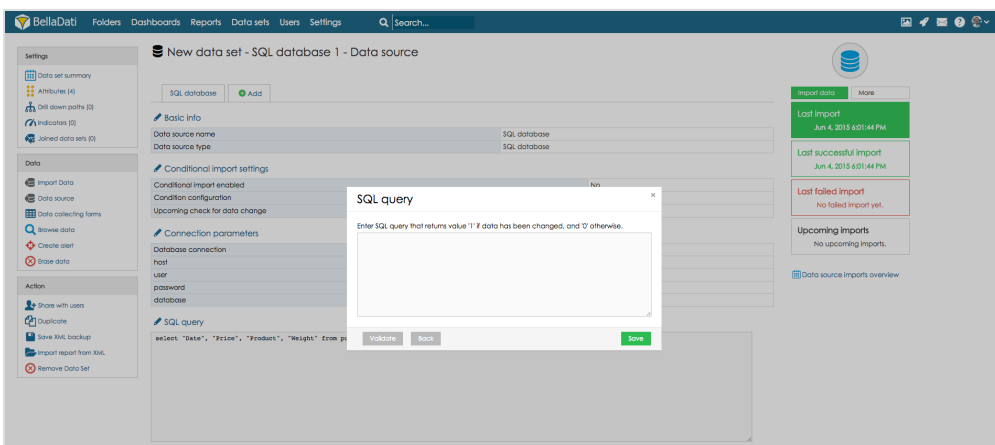 BellaDati Folders Dashboards Reports Data sets Users Settings Search...
Settings
Data set summary
Attributes (4)
Drill down paths (0)
Indicators (0)
Joined data sets (0)
Data
Import Data
Data source
Data collecting forms
Browse data
Create alert
Erase data
Action
Share with users
Duplicate
Save XML backup
Import report from XML
Remove Data Set
New data set - SQL database 1 - Data source
SQL database Add
Basic info
Data source name SQL database
Data source type SQL database
Conditional import settings
Conditional import enabled No
Condition configuration
Upcoming check for data change
Connection parameters
Database connection
host
user
password
database
SQL query
select "Date", "Price", "Product", "Weight" from
SQL query ×
Enter SQL query that returns value '1' if data has been changed, and '0' otherwise.
Validate Back Save
Import data More
Last import
Jun 4, 2015 6:01:44 PM
Last successful import
Jun 4, 2015 6:01:44 PM
Last failed import
No failed import yet.
Upcoming imports
No upcoming imports.
Data source imports overview